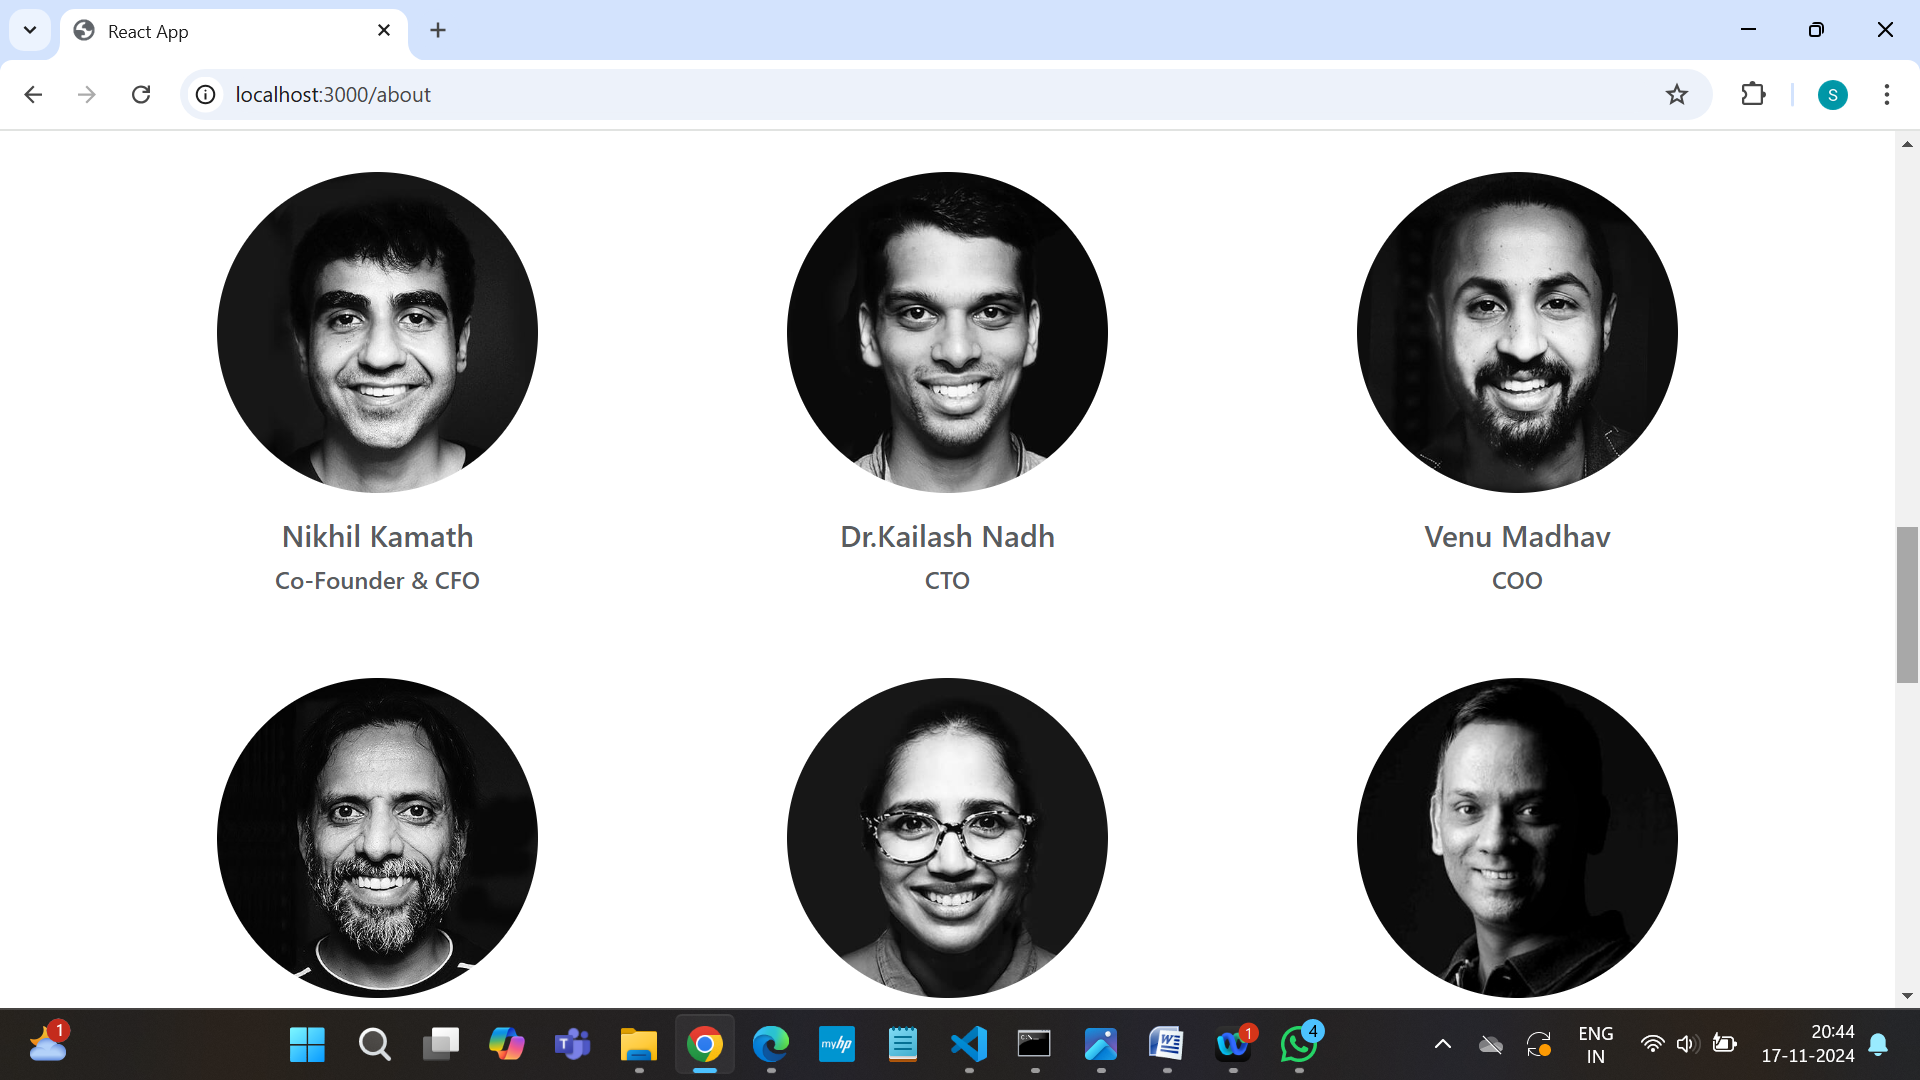 React App
localhost:3000/about
S
Nikhil Kamath
Dr.Kailash Nadh
Venu Madhav
Co-Founder & CFO
CTO
COO
1
myhp
1
4
ENG
IN
20:44
17-11-2024